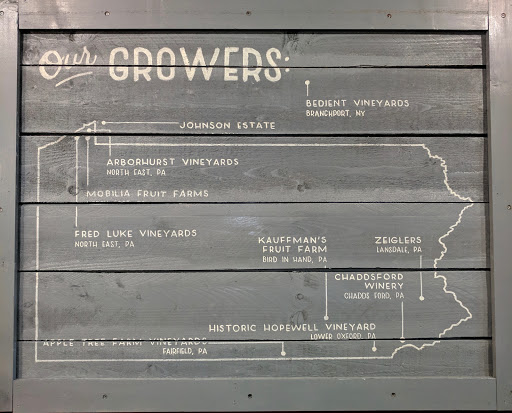 our GROWERS:
BEDIENT VINEYARDS
BRANCHPORT, NY
JOHNSON ESTATE
ARBORHURST VINEYARDS
NORTH EAST, PA
MOBILIA FRUIT FARMS
FRED LUKE VINEYARDS
NORTH EAST, PA
KAUFFMAN'S
FRUIT FARM
BIRD IN HAND, PA
ZEIGLERS
LANSDALE, PA
CHADDSFORD
WINERY
CHADDS FORD, PA
HISTORIC HOPEWELL VINEYARD
LOWER OXFORD, PA
APPLE TREE FARM VINEYARDS
FAIRFIELD, PA